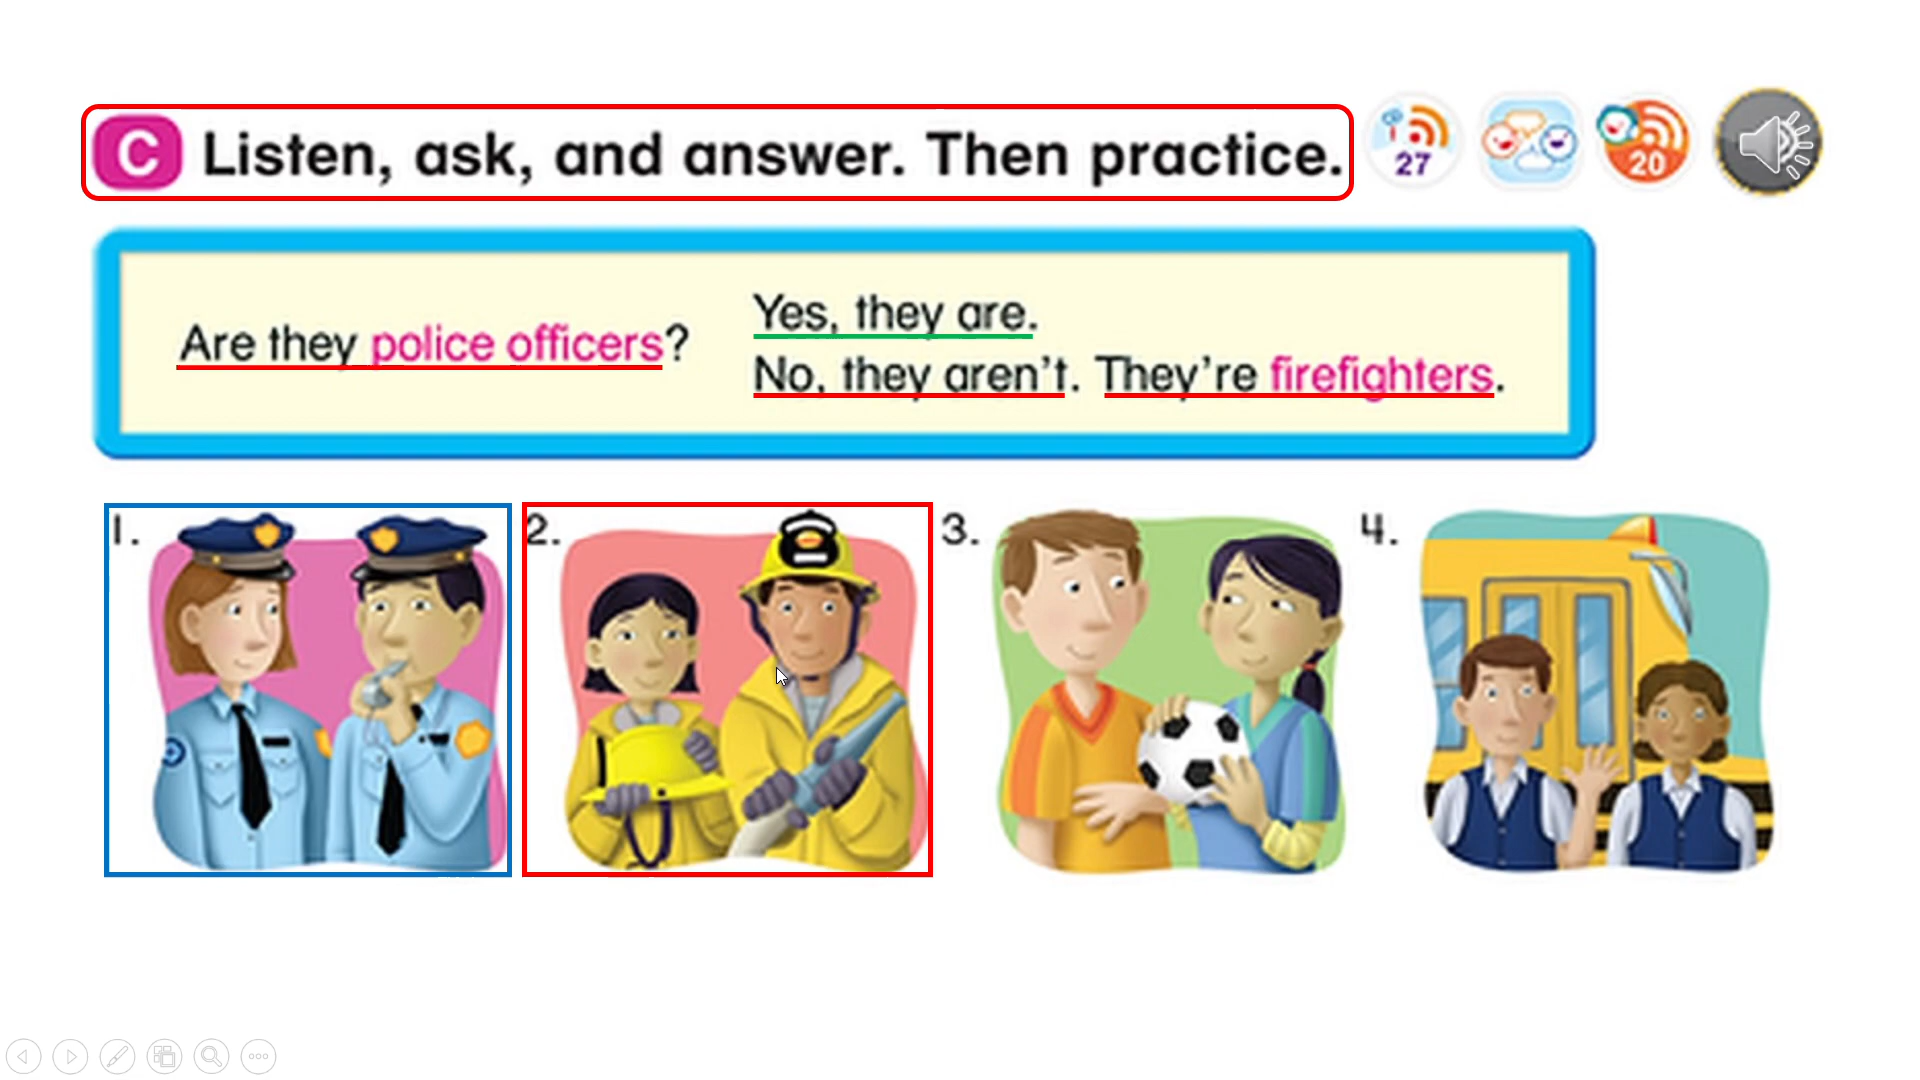 C Listen, ask, and answer. Then practice.
27
20
Are they police officers?
Yes, they are.
No, they aren't. They're firefighters.
1.
2.
3.
4.